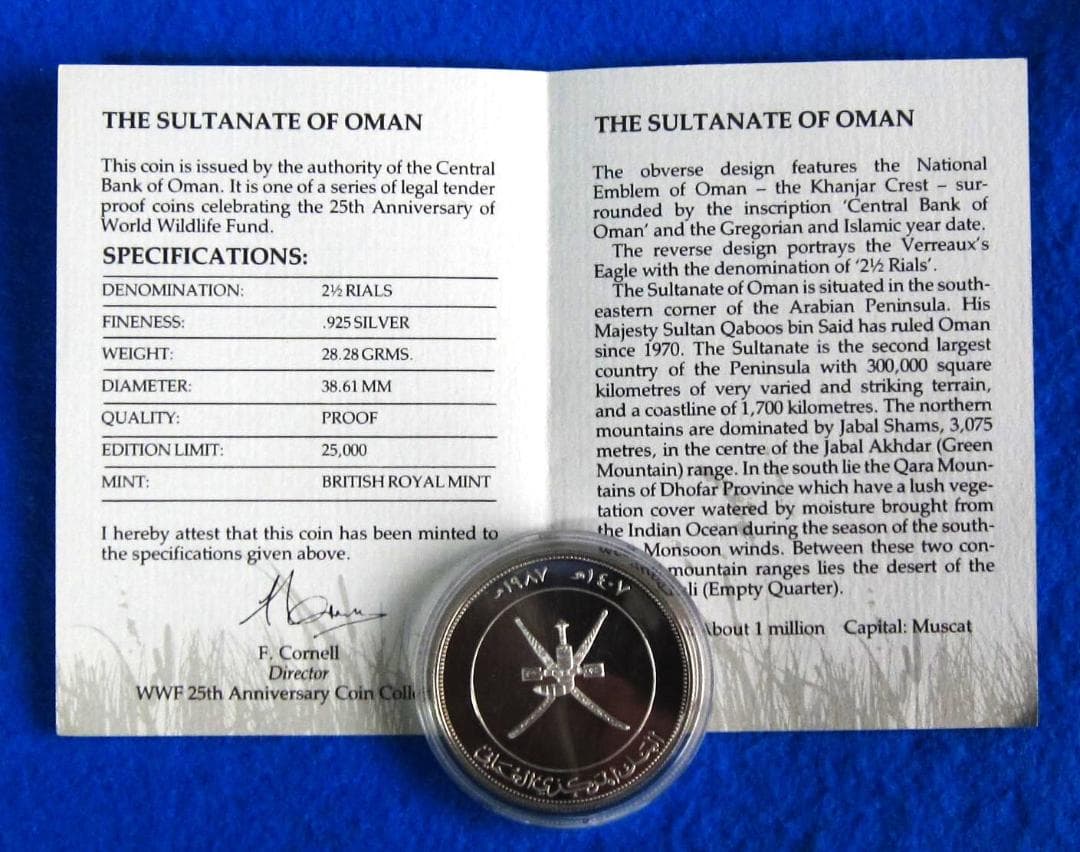 THE SULTANATE OF OMAN
This coin is issued by the authority of the Central
Bank of Oman. It is one of a series of legal tender
proof coins celebrating the 25th Anniversary of
World Wildlife Fund.
SPECIFICATIONS:
DENOMINATION: 2½ RIALS
FINENESS: .925 SILVER
WEIGHT: 28.28 GRMS.
DIAMETER: 38.61 MM
QUALITY: PROOF
EDITION LIMIT: 25,000
MINT: BRITISH ROYAL MINT
I hereby attest that this coin has been minted to
the specifications given above.
F. Cornell
Director
WWF 25th Anniversary Coin
THE SULTANATE OF OMAN
The obverse design features the National
Emblem of Oman – the Khanjar Crest – sur-
rounded by the inscription 'Central Bank of
Oman' and the Gregorian and Islamic year date.
The reverse design portrays the Verreaux's
Eagle with the denomination of '2½ Rials'.
The Sultanate of Oman is situated in the south-
eastern corner of the Arabian Peninsula. His
Majesty Sultan Qaboos bin Said has ruled Oman
since 1970. The Sultanate is the second largest
country of the Peninsula with 300,000 square
kilometres of very varied and striking terrain,
and a coastline of 1,700 kilometres. The northern
mountains are dominated by Jabal Shams, 3,075
metres, in the centre of the Jabal Akhdar (Green
Mountain) range. In the south lie the Qara Moun-
tains of Dhofar Province which have a lush vege-
tation cover watered by moisture brought from
the Indian Ocean during the season of the south-
Monsoon winds. Between these two con-
mountain ranges lies the desert of the
li (Empty Quarter).
About 1 million Capital: Muscat
١٤٠٧هـ ١٩٨٧م
البنك المركزي العماني